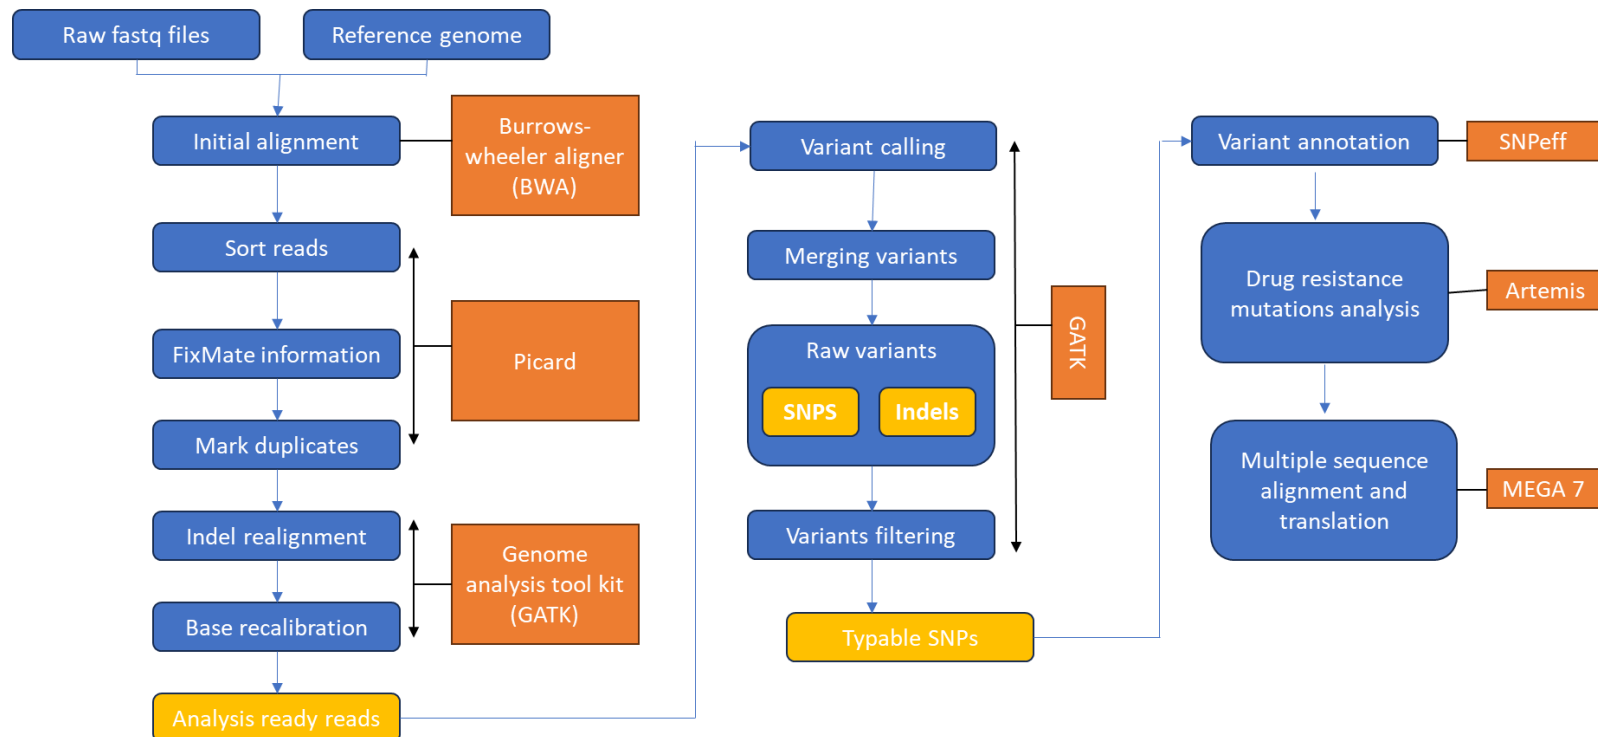 Raw fastq files
Reference genome
Initial alignment
Burrows-
wheeler aligner
(BWA)
Sort reads
FixMate information
Picard
Mark duplicates
Indel realignment
Genome
analysis tool kit
(GATK)
Base recalibration
Analysis ready reads
Variant calling
Merging variants
Raw variants
SNPS
Indels
GATK
Variants filtering
Typable SNPs
Variant annotation
SNPeff
Drug resistance
mutations analysis
Artemis
Multiple sequence
alignment and
translation
MEGA 7